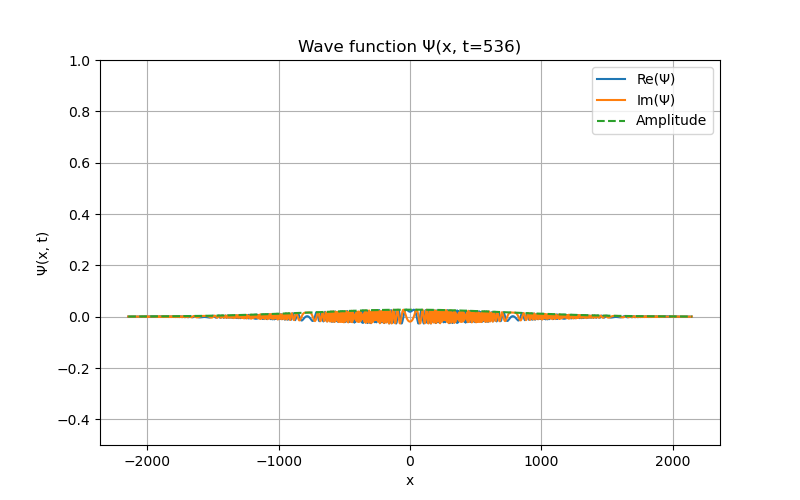 Wave function Ψ(x, t=536)
1.0
0.8
0.6
0.4
0.2
0.0
−0.2
−0.4
Ψ(x, t)
Re(Ψ)
Im(Ψ)
Amplitude
−2000
−1000
0
1000
2000
x